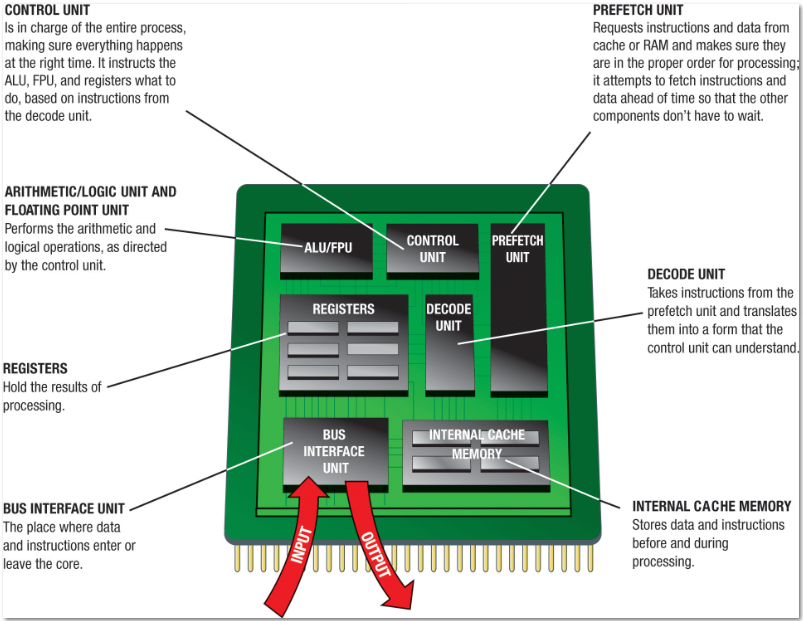 CONTROL UNIT
Is in charge of the entire process,
making sure everything happens
at the right time. It instructs the
ALU, FPU, and registers what to
do, based on instructions from
the decode unit.
PREFETCH UNIT
Requests instructions and data from
cache or RAM and makes sure they
are in the proper order for processing;
it attempts to fetch instructions and
data ahead of time so that the other
components don't have to wait.
ARITHMETIC/LOGIC UNIT AND
FLOATING POINT UNIT
Performs the arithmetic and
logical operations, as directed
by the control unit.
ALU/FPU
CONTROL
UNIT
PREFETCH
UNIT
REGISTERS
DECODE
UNIT
DECODE UNIT
Takes instructions from the
prefetch unit and translates
them into a form that the
control unit can understand.
REGISTERS
Hold the results of
processing.
BUS
INTERFACE
UNIT
INTERNAL CACHE
MEMORY
BUS INTERFACE UNIT
The place where data
and instructions enter or
leave the core.
INPUT
OUTPUT
INTERNAL CACHE MEMORY
Stores data and instructions
before and during
processing.